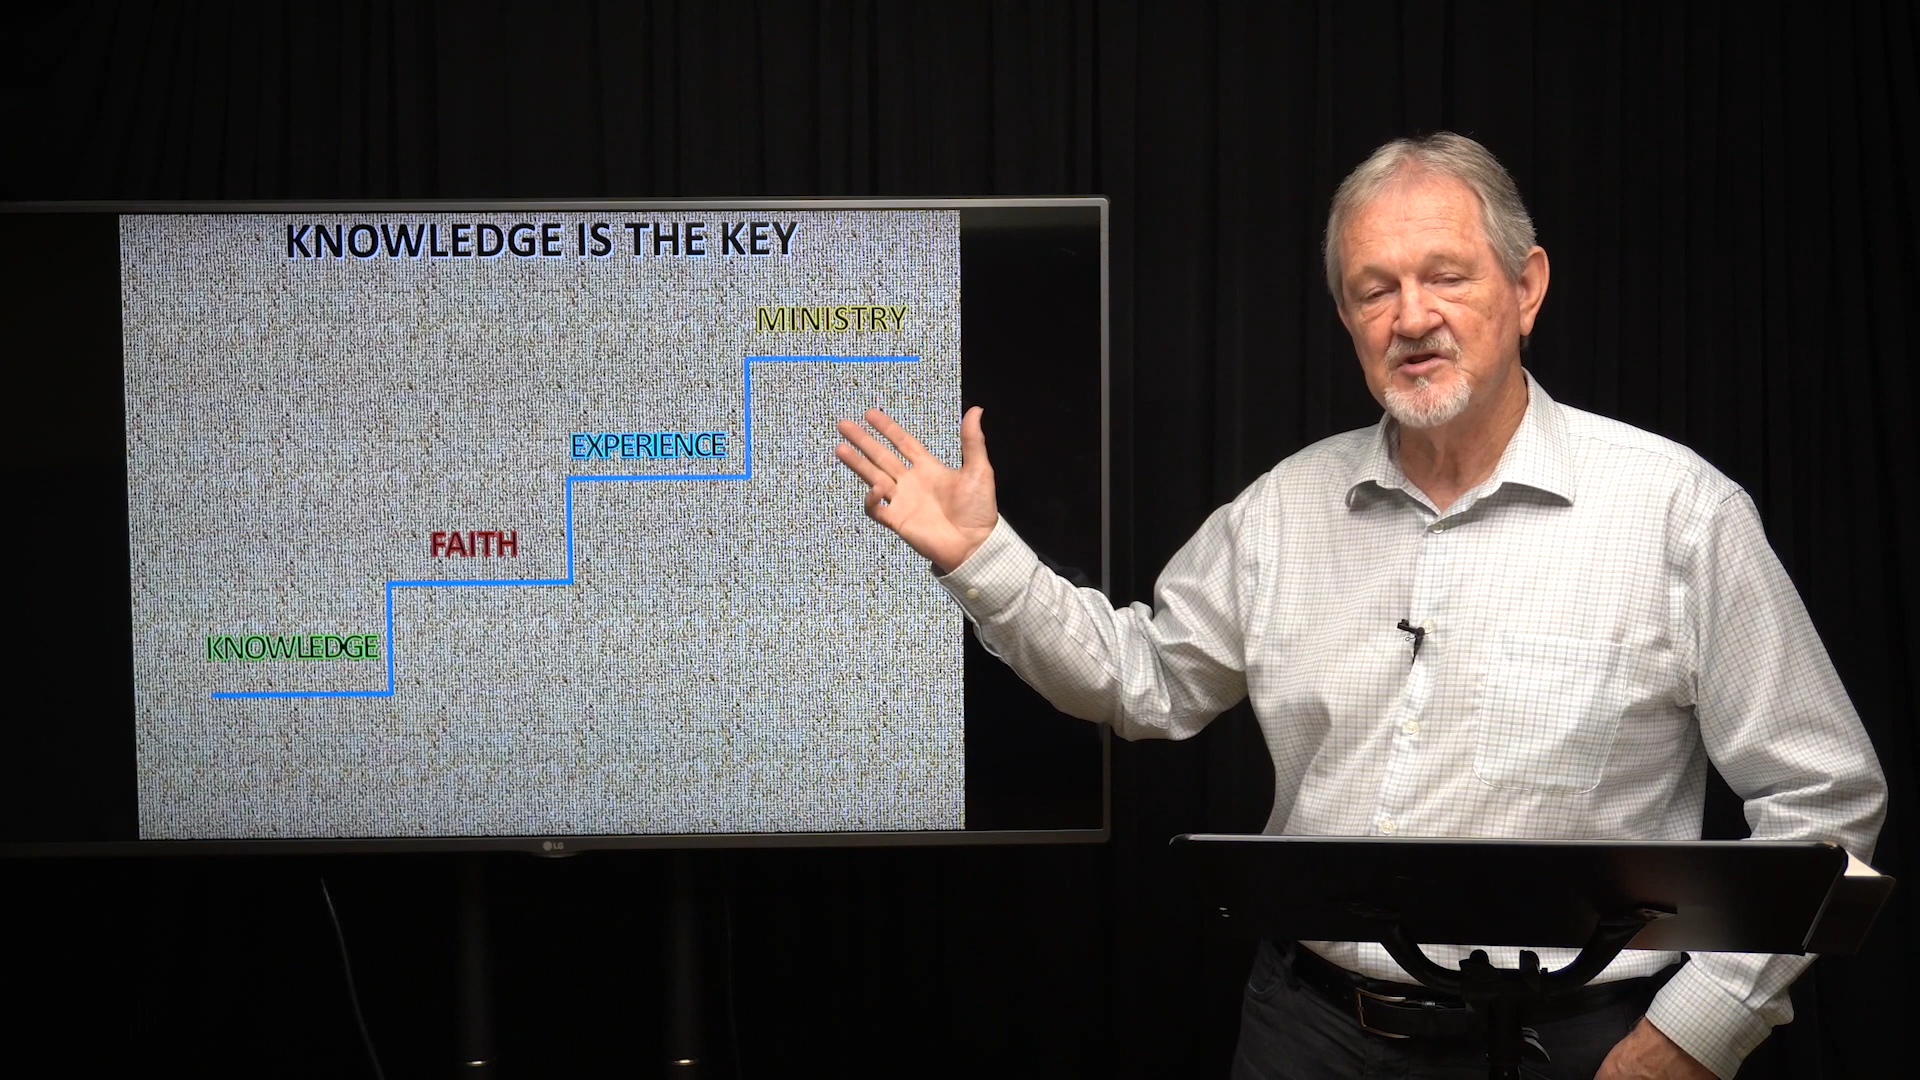 KNOWLEDGE IS THE KEY
MINISTRY
EXPERIENCE
FAITH
KNOWLEDGE
LG